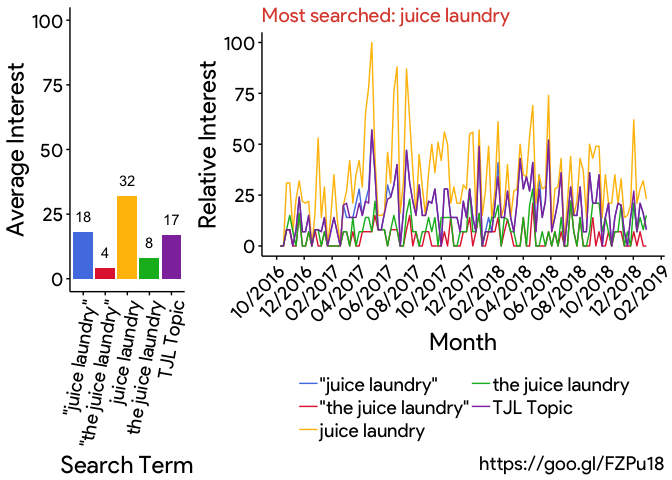 Most searched: juice laundry
Average Interest
100
75
50
25
0
18
4
32
8
17
"juice laundry"
"the juice laundry"
juice laundry
the juice laundry
TJL Topic
Search Term
Relative Interest
100
75
50
25
0
10/2016
12/2016
02/2017
04/2017
06/2017
08/2017
10/2017
12/2017
02/2018
04/2018
06/2018
08/2018
10/2018
12/2018
02/2019
Month
"juice laundry"
"the juice laundry"
juice laundry
the juice laundry
TJL Topic
https://goo.gl/FZPu18